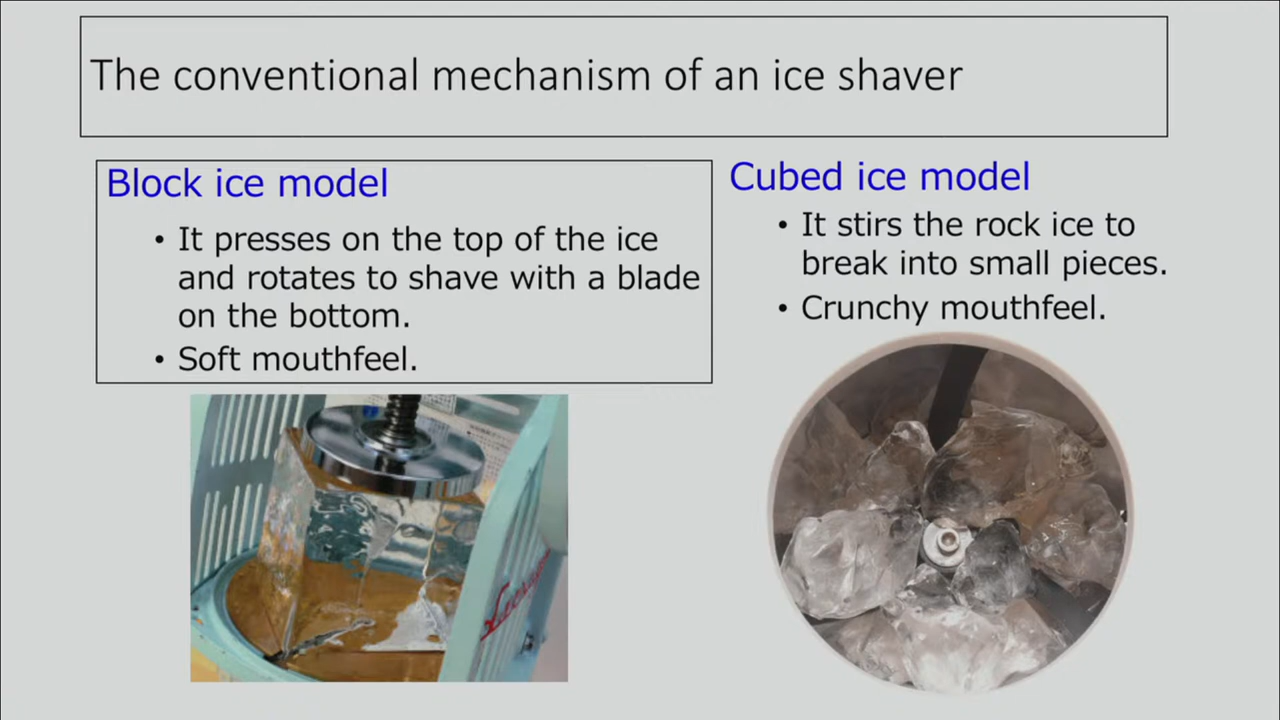 The conventional mechanism of an ice shaver
Block ice model
• It presses on the top of the ice
and rotates to shave with a blade
on the bottom.
• Soft mouthfeel.
Cubed ice model
• It stirs the rock ice to
break into small pieces.
• Crunchy mouthfeel.